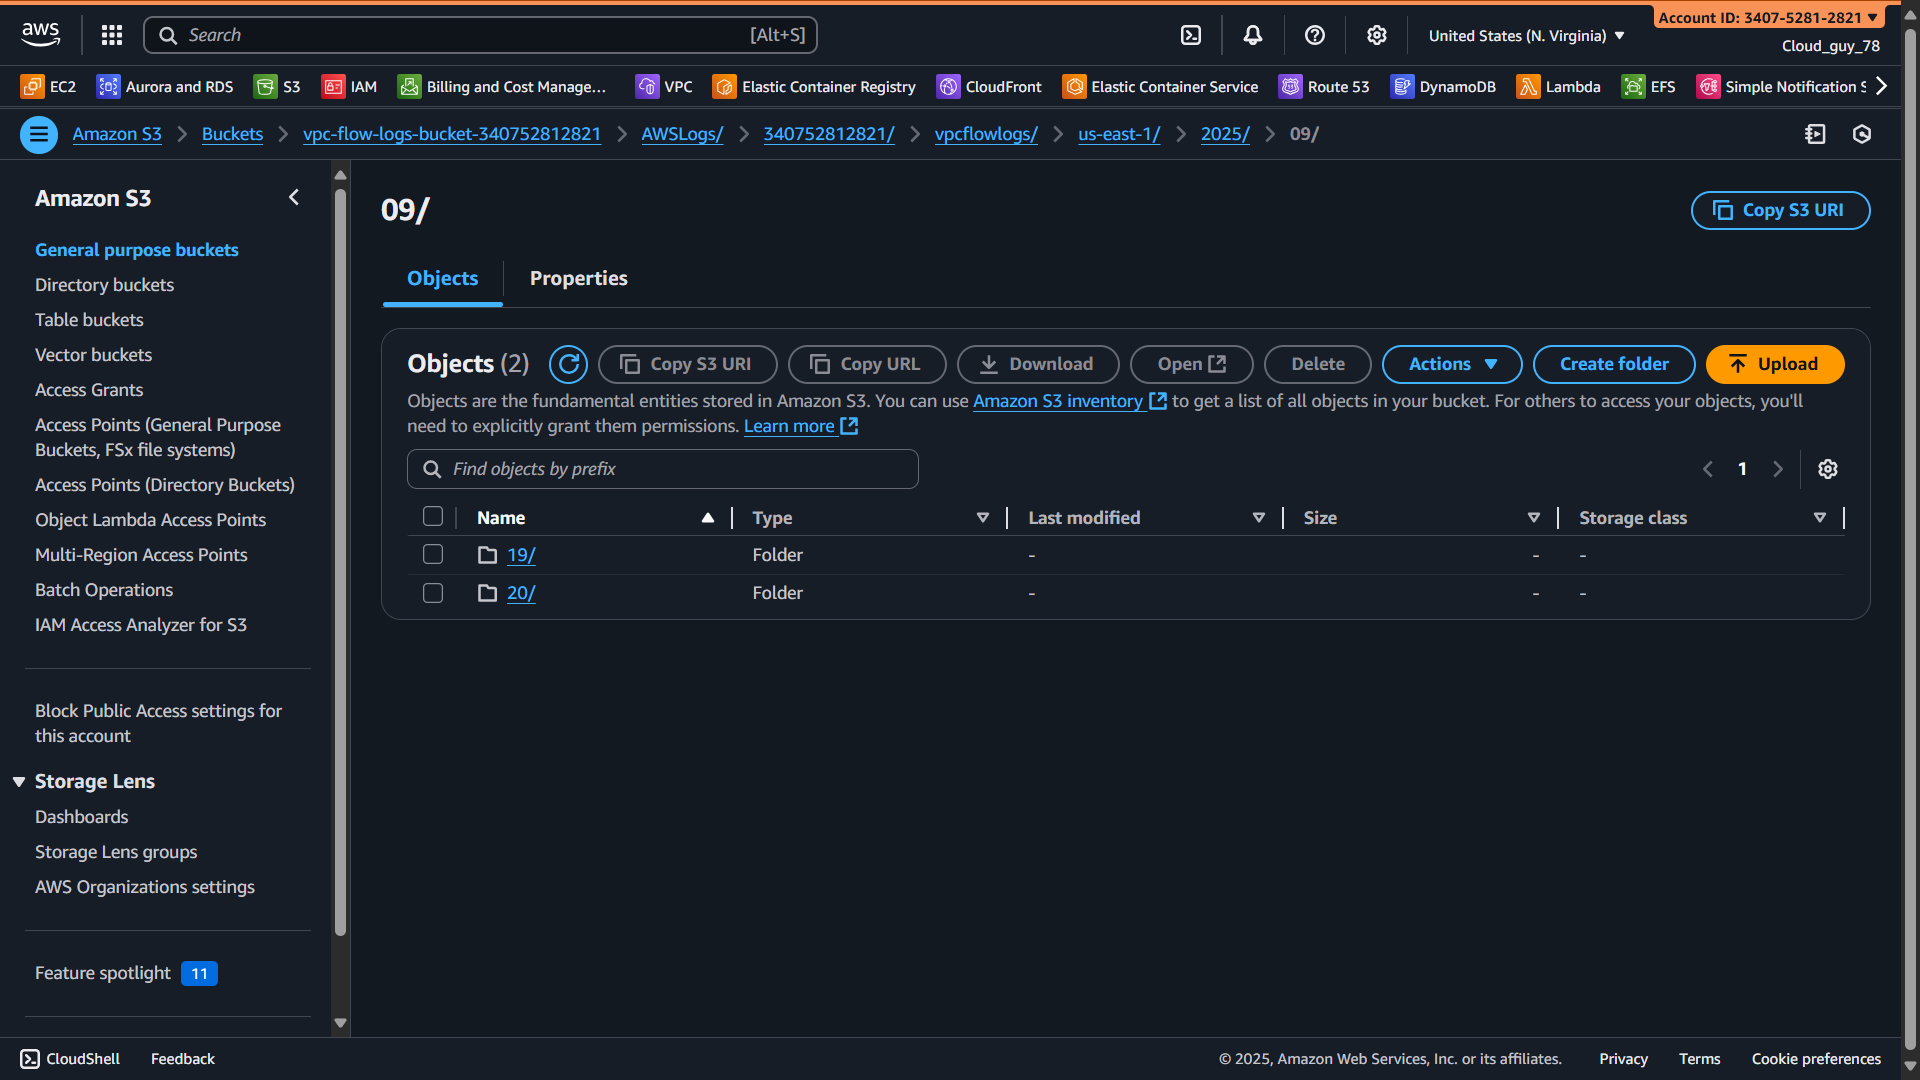 aws
Search [Alt+S]
United States (N. Virginia)
Account ID: 3407-5281-2821
Cloud_guy_78
EC2 Aurora and RDS S3 IAM Billing and Cost Manage... VPC Elastic Container Registry CloudFront Elastic Container Service Route 53 DynamoDB Lambda EFS Simple Notification S
Amazon S3 Buckets vpc-flow-logs-bucket-340752812821 AWSLogs/ 340752812821/ vpcflowlogs/ us-east-1/ 2025/ 09/
Amazon S3
General purpose buckets
Directory buckets
Table buckets
Vector buckets
Access Grants
Access Points (General Purpose
Buckets, FSx file systems)
Access Points (Directory Buckets)
Object Lambda Access Points
Multi-Region Access Points
Batch Operations
IAM Access Analyzer for S3
Block Public Access settings for
this account
Storage Lens
Dashboards
Storage Lens groups
AWS Organizations settings
Feature spotlight 11
09/
Copy S3 URI
Objects Properties
Objects (2) Copy S3 URI Copy URL Download Open Delete Actions Create folder Upload
Objects are the fundamental entities stored in Amazon S3. You can use Amazon S3 inventory to get a list of all objects in your bucket. For others to access your objects, you'll
need to explicitly grant them permissions. Learn more
Find objects by prefix
1
Name Type Last modified Size Storage class
19/ Folder - - -
20/ Folder - - -
CloudShell Feedback © 2025, Amazon Web Services, Inc. or its affiliates. Privacy Terms Cookie preferences